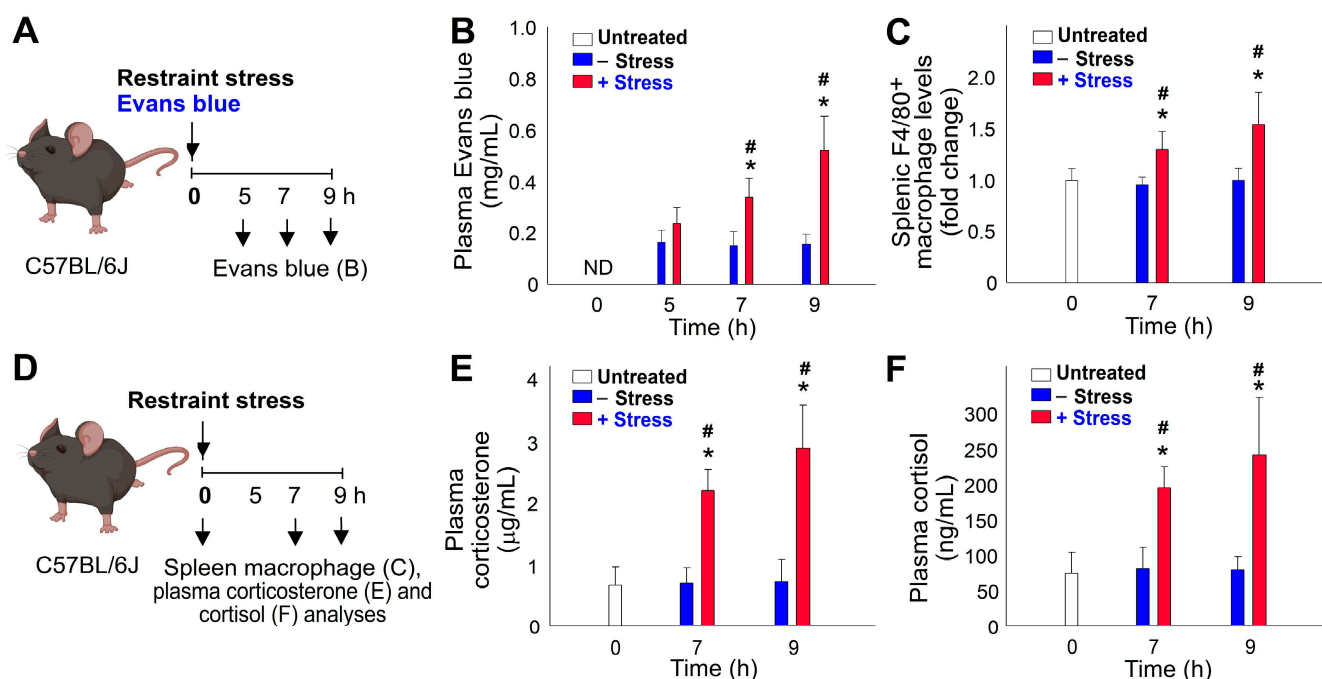 A
Restraint stress
Evans blue
0 5 7 9 h
C57BL/6J
Evans blue (B)
B
Plasma Evans blue
(mg/mL)
1.0
0.8
0.6
0.4
0.2
0
Untreated
– Stress
+ Stress
ND
#
*
#
*
0 5 7 9
Time (h)
C
Splenic F4/80+
macrophage levels
(fold change)
2.0
1.5
1.0
0.5
0
Untreated
– Stress
+ Stress
#
*
#
*
0 7 9
Time (h)
D
Restraint stress
0 5 7 9 h
C57BL/6J
Spleen macrophage (C),
plasma corticosterone (E) and
cortisol (F) analyses
E
Plasma
corticosterone
(μg/mL)
4
3
2
1
0
Untreated
– Stress
+ Stress
#
*
#
*
0 7 9
Time (h)
F
Plasma cortisol
(ng/mL)
300
250
200
150
100
50
0
Untreated
– Stress
+ Stress
#
*
#
*
0 7 9
Time (h)